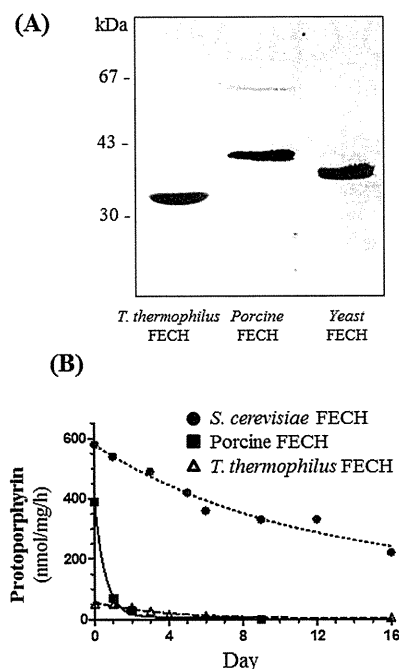 (A)
kDa
67 -
43 -
30 -
T. thermophilus Porcine Yeast
FECH FECH FECH
(B)
S. cerevisiae FECH
Porcine FECH
T. thermophilus FECH
Protoporphyrin
(nmol/mg/h)
600
400
200
0
0 4 8 12 16
Day